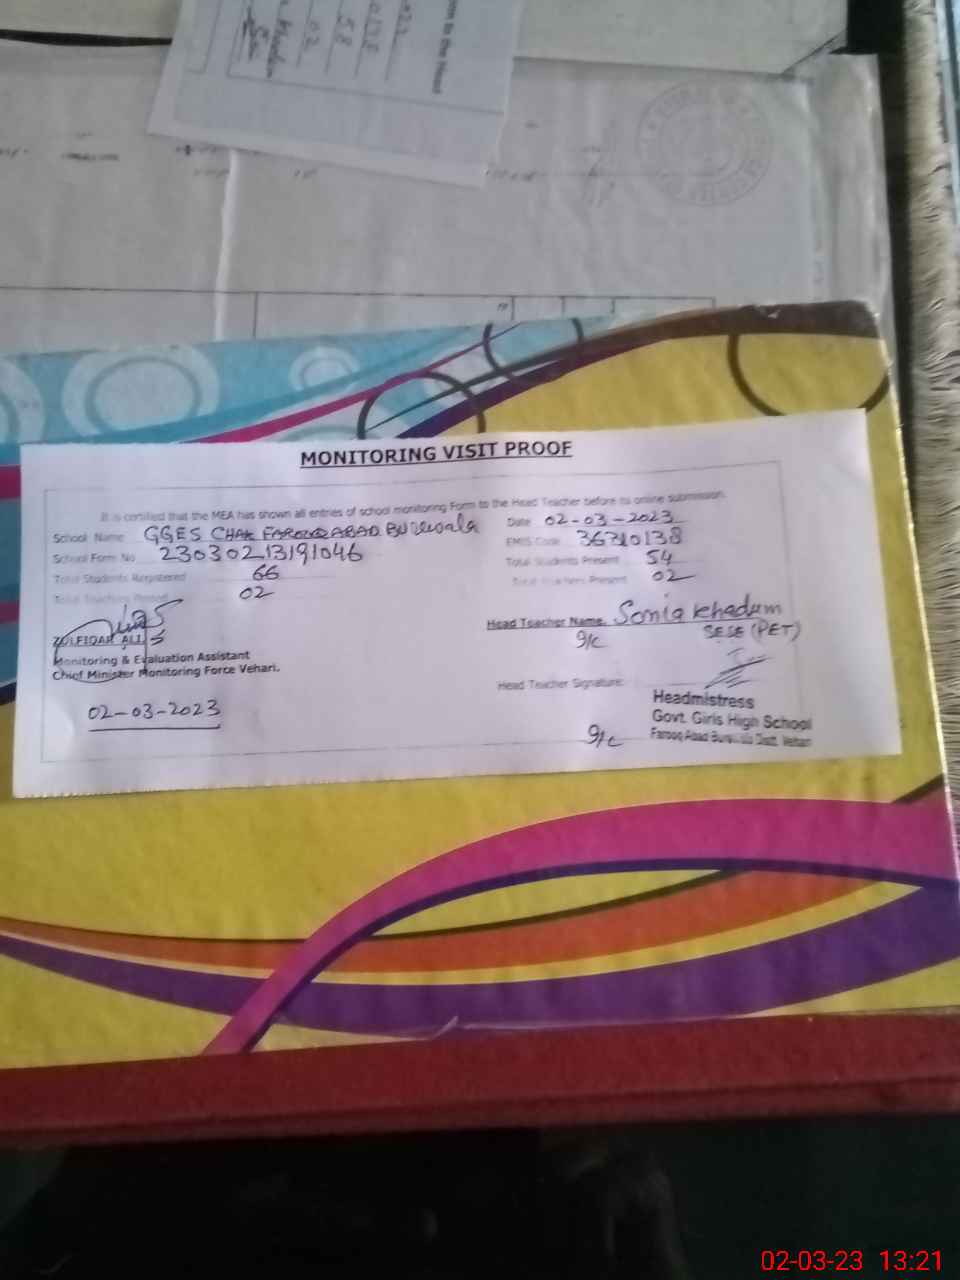 MONITORING VISIT PROOF
It is certified that the MEA has shown all entries of school monitoring Form to the Head Teacher before its online submission.
School Name GGES CHAK FAROOQ ABAD Burewala
Date 02-03-2023
School Form No 23030213191046
EMIS Code 36310138
Total Students Registered 66
Total Students Present 54
Total Teachers Present 02
02
ZULFIQAR ALI
Monitoring & Evaluation Assistant
Chief Minister Monitoring Force Vehari.
02-03-2023
Head Teacher Name. Sonia khadum
g/c SESE (PET)
Head Teacher Signature:
Headmistress
Govt. Girls High School
g/c Farooq Abad Burewala Distt. Vehari
02-03-23 13:21